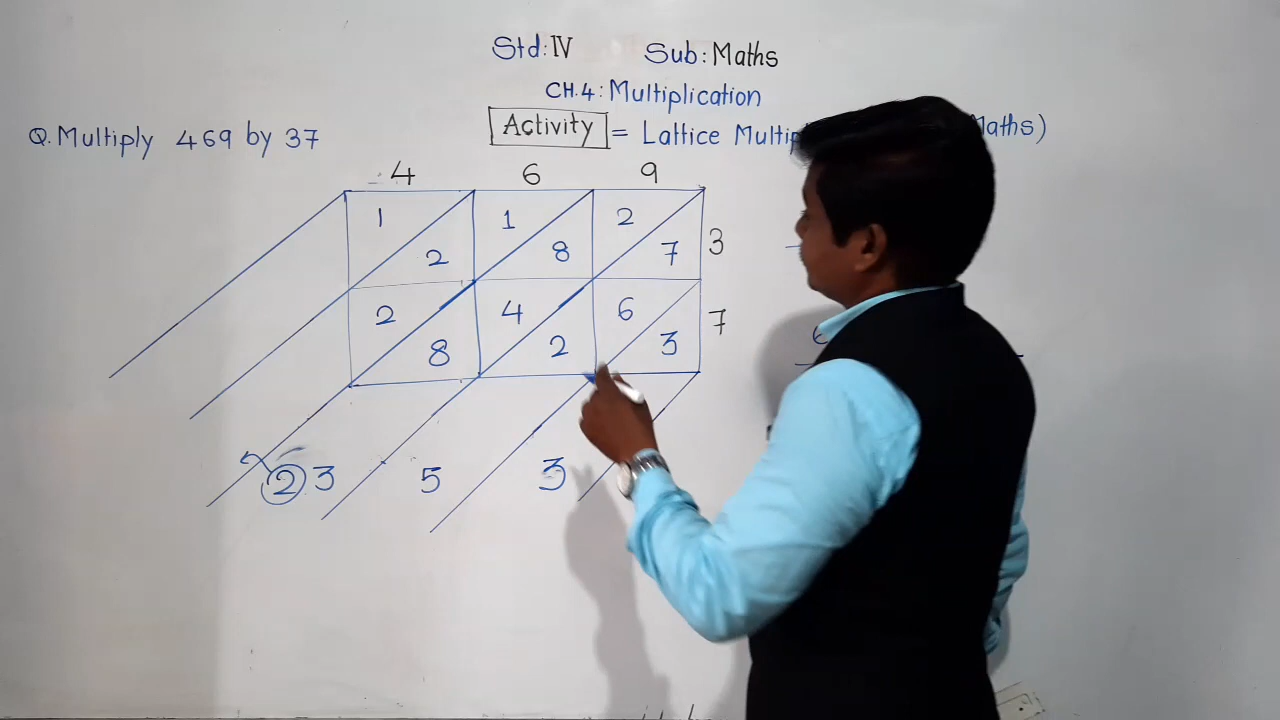 Std: IV Sub: Maths
CH.4: Multiplication
Activity = Lattice Maths)
Q. Multiply 469 by 37
4 6 9
1 1 2
2 8 7 3
2 4 6 7
8 2 3
2 3 5 3